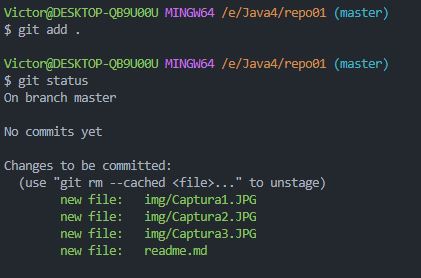 Victor@DESKTOP-QB9U00U MINGW64 /e/Java4/repo01 (master)
$ git add .
Victor@DESKTOP-QB9U00U MINGW64 /e/Java4/repo01 (master)
$ git status
On branch master
No commits yet
Changes to be committed:
(use "git rm --cached <file>..." to unstage)
new file: img/Captura1.JPG
new file: img/Captura2.JPG
new file: img/Captura3.JPG
new file: readme.md